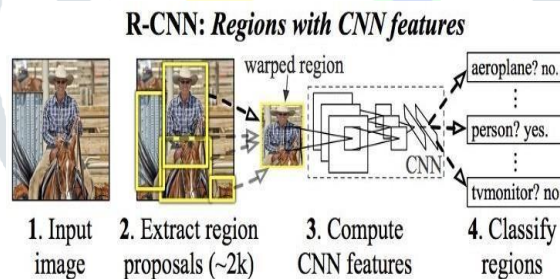 R-CNN: Regions with CNN features
warped region
aeroplane? no.
person? yes.
tvmonitor? no
CNN
1. Input
image
2. Extract region
proposals (~2k)
3. Compute
CNN features
4. Classify
regions